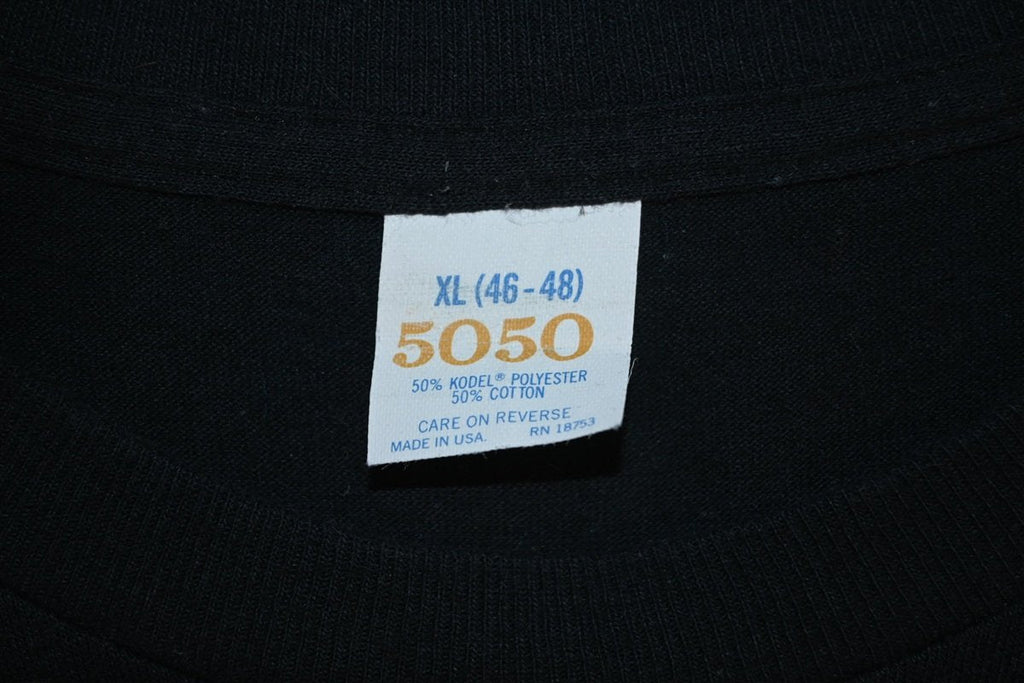 XL (46-48)
5050
50% KODEL® POLYESTER
50% COTTON
CARE ON REVERSE
MADE IN USA. RN 18753